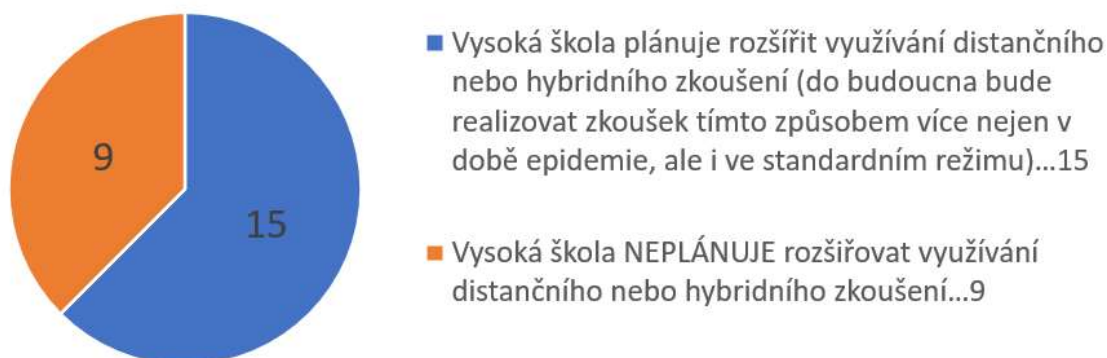 9
15
Vysoká škola plánuje rozšířit využívání distančního
nebo hybridního zkoušení (do budoucna bude
realizovat zkoušek tímto způsobem více nejen v
době epidemie, ale i ve standardním režimu)...15
Vysoká škola NEPLÁNUJE rozšiřovat využívání
distančního nebo hybridního zkoušení...9